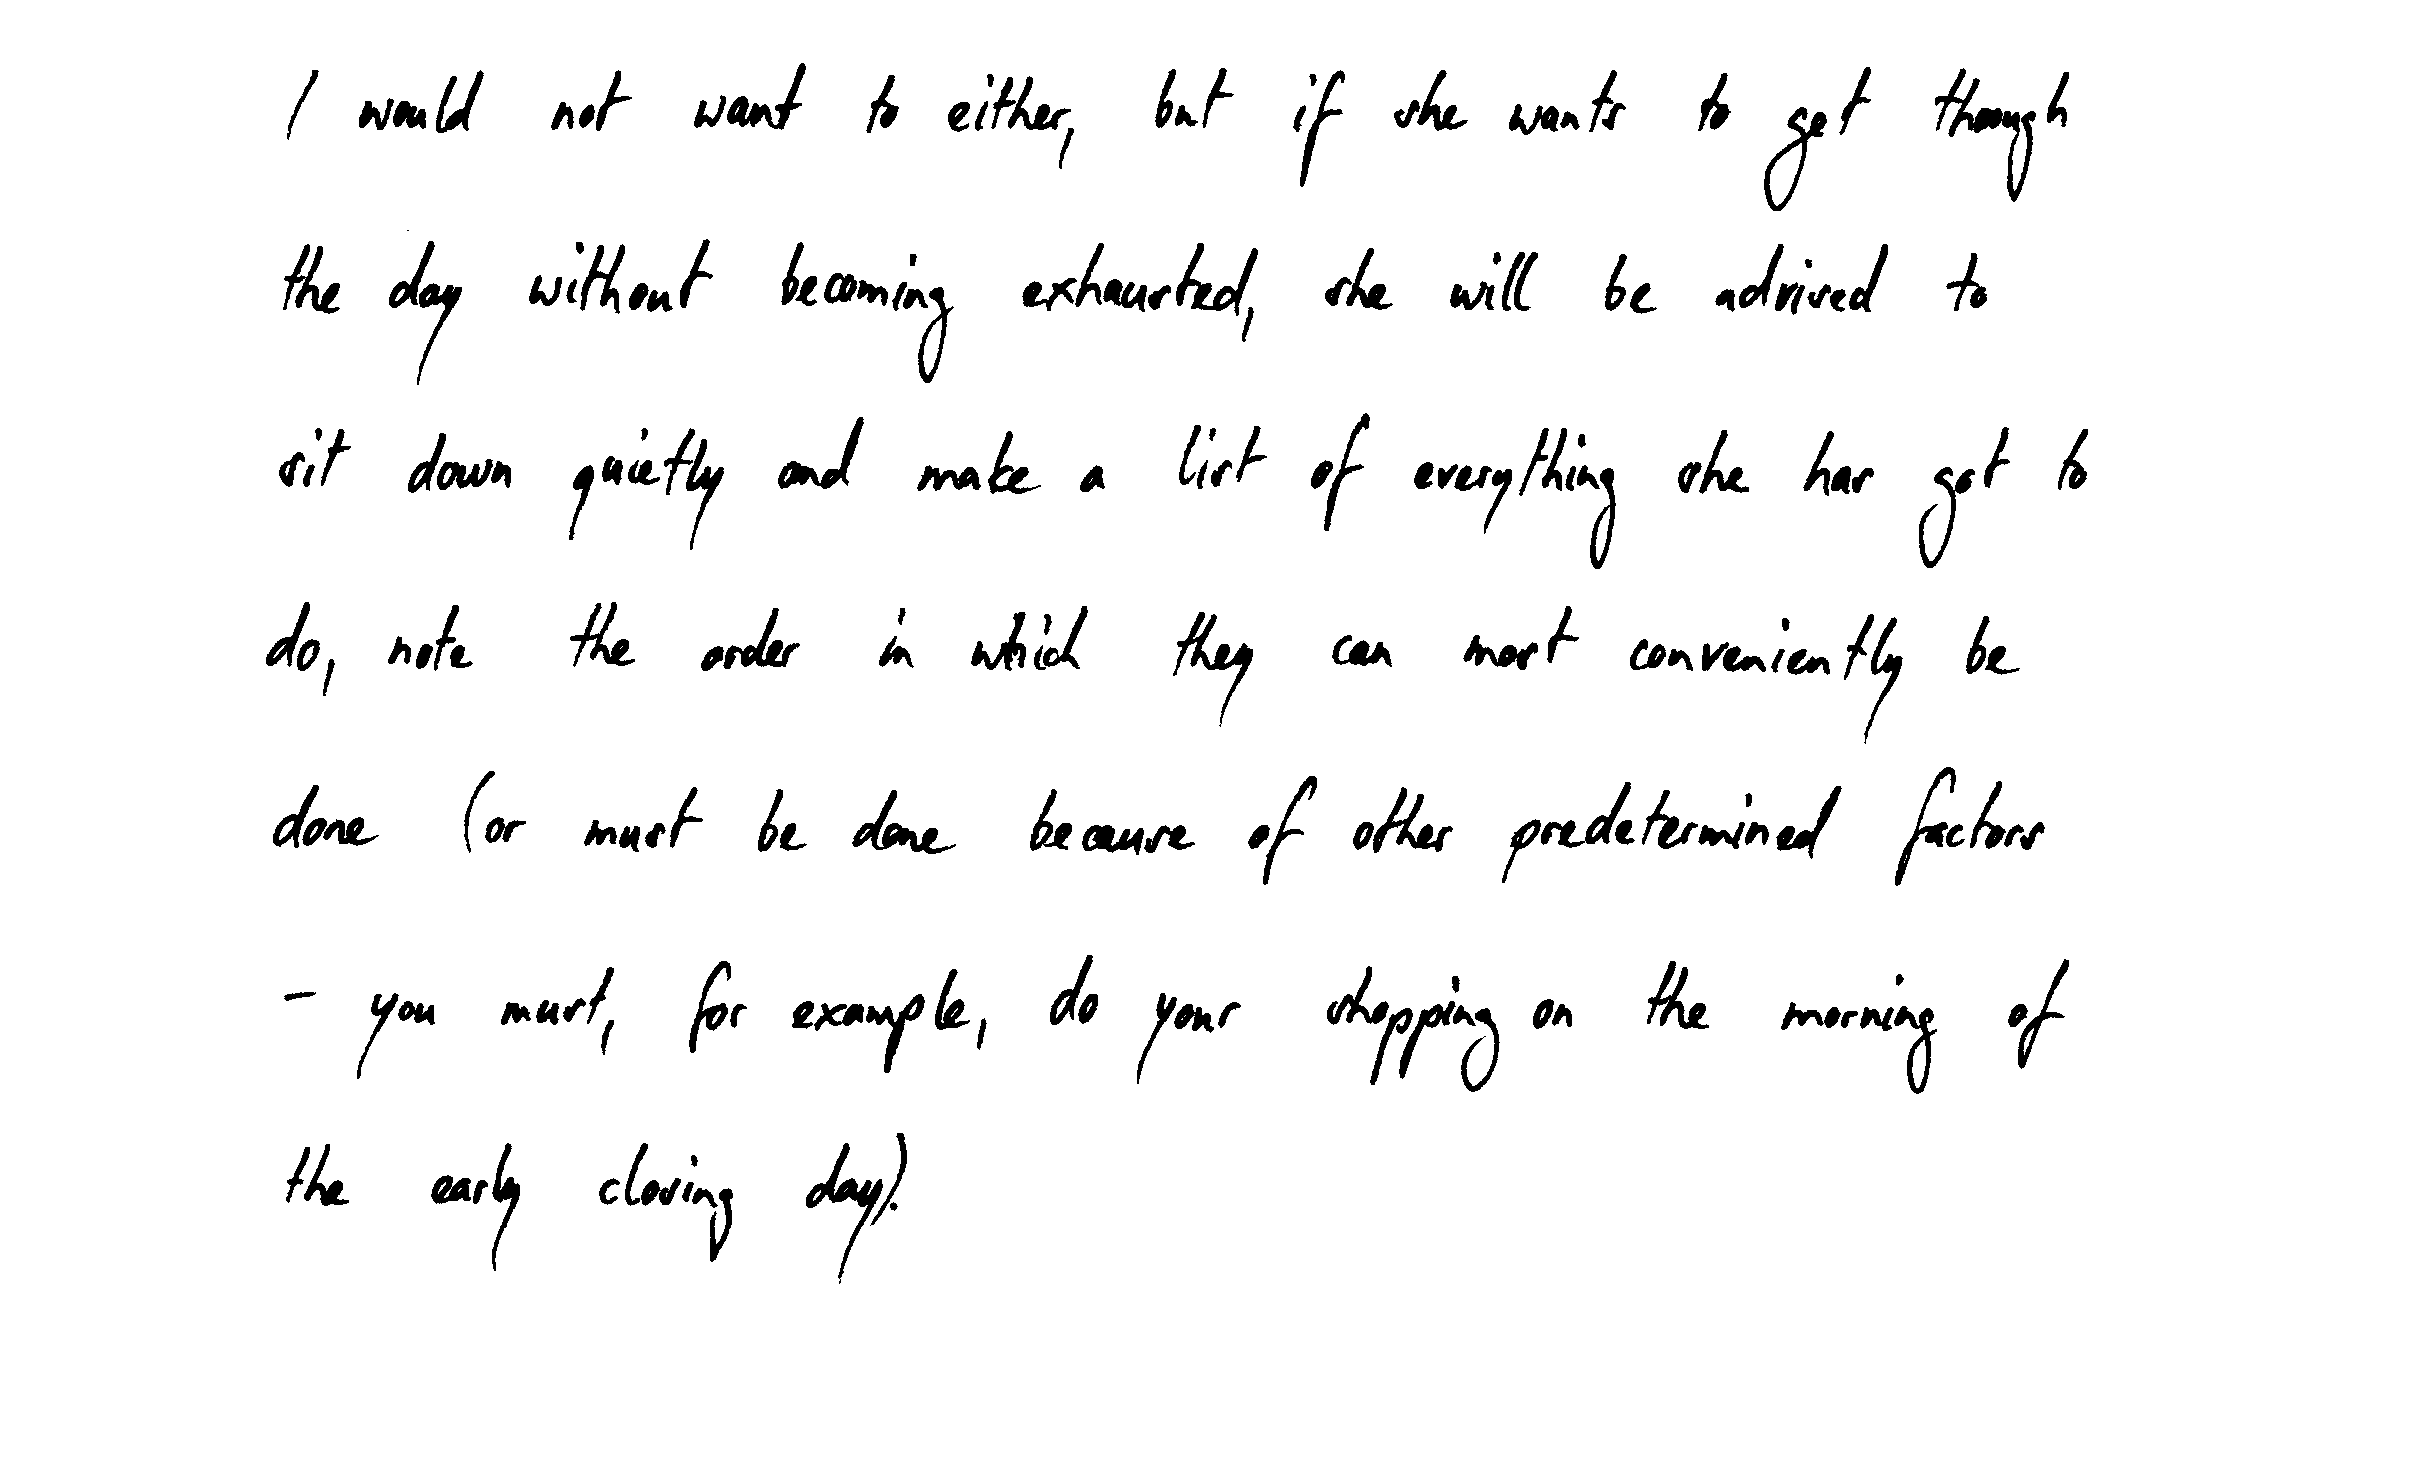 I would not want to either, but if she wants to get though
the day without becoming exhausted, she will be advised to
sit down quietly and make a list of everything she has got to
do, note the order in which they can most conveniently be
done (or must be done because of other predetermined factors
- you must, for example, do your shopping on the morning of
the early closing day).